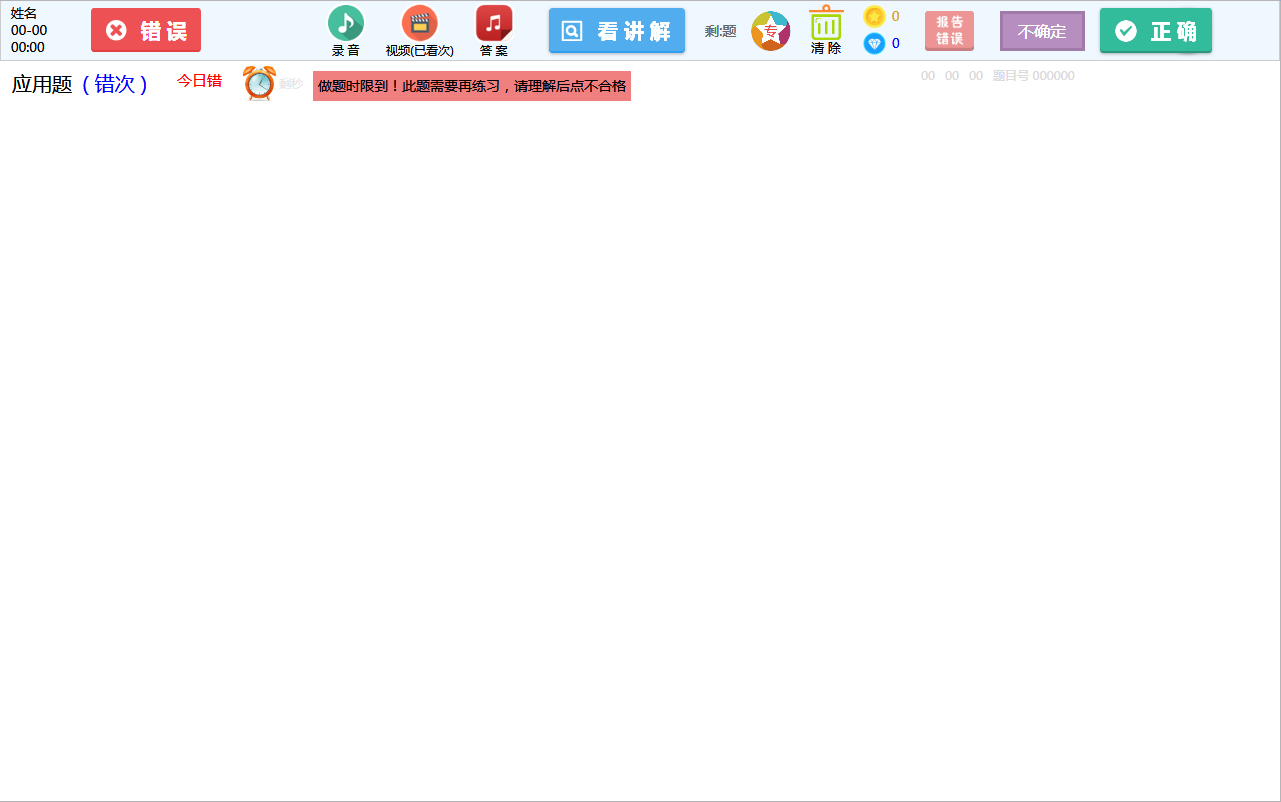 姓名
00-00
00:00
错误
录 音
视频(已看次)
答 案
看讲解
剩:题
专
清 除
0
0
报告
错误
不确定
正确
应用题（错次）
今日错
剩秒
做题时限到！此题需要再练习，请理解后点不合格
00 00 00 题目号 000000